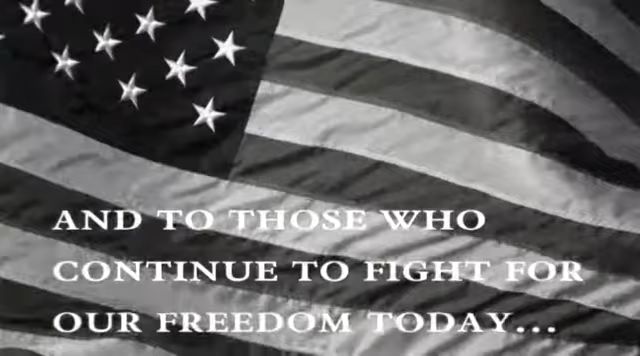 AND TO THOSE WHO
CONTINUE TO FIGHT FOR
OUR FREEDOM TODAY...